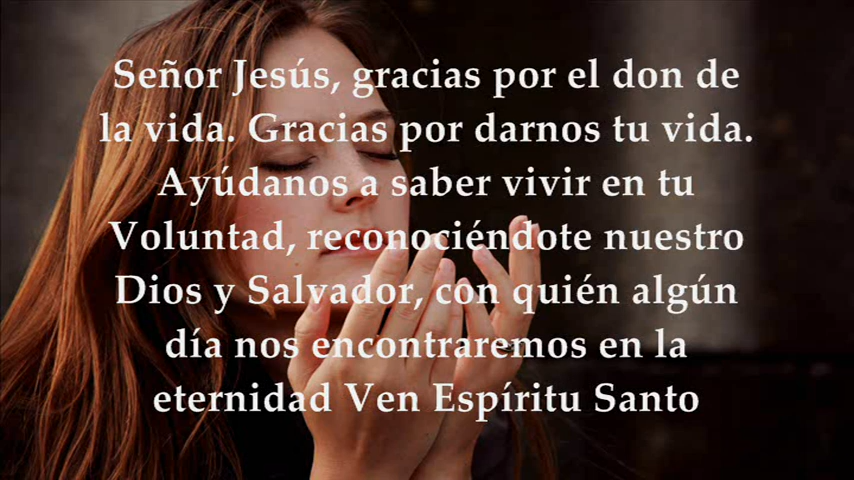 Señor Jesús, gracias por el don de
la vida. Gracias por darnos tu vida.
Ayúdanos a saber vivir en tu
Voluntad, reconociéndote nuestro
Dios y Salvador, con quién algún
día nos encontraremos en la
eternidad Ven Espíritu Santo